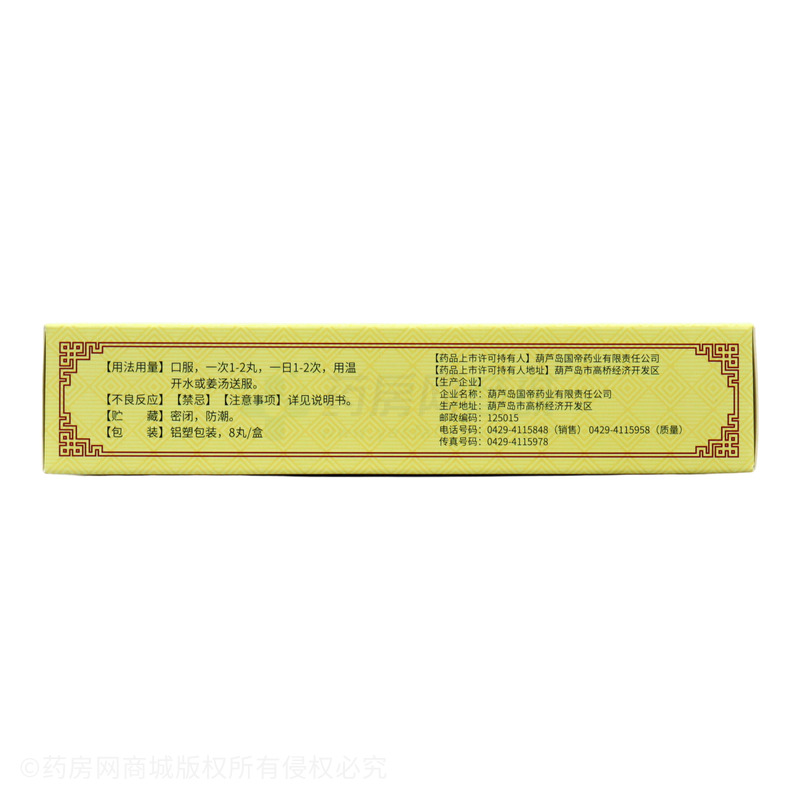 【用法用量】口服，一次1-2丸，一日1-2次，用温
开水或姜汤送服。
【不良反应】【禁忌】【注意事项】详见说明书。
【贮　　藏】密闭，防潮。
【包　　装】铝塑包装，8丸/盒
【药品上市许可持有人】葫芦岛国帝药业有限责任公司
【药品上市许可持有人地址】葫芦岛市高桥经济开发区
【生产企业】
企业名称：葫芦岛国帝药业有限责任公司
生产地址：葫芦岛市高桥经济开发区
邮政编码：125015
电话号码：0429-4115848（销售） 0429-4115958（质量）
传真号码：0429-4115978
©药房网商城版权所有侵权必究